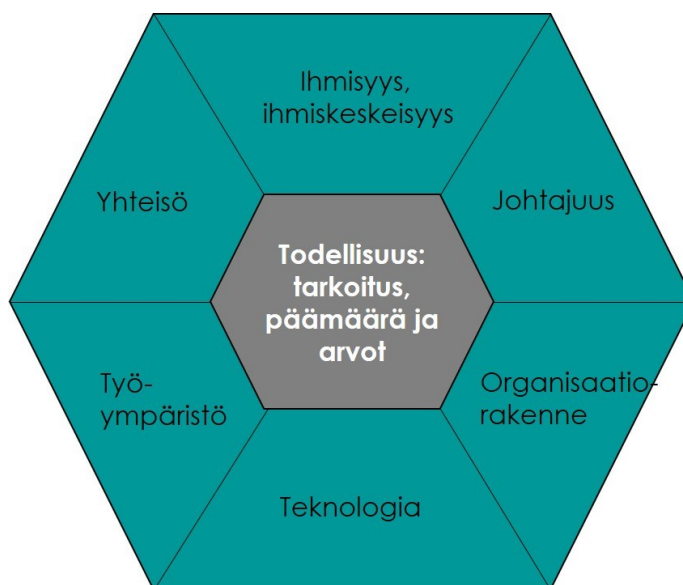 Ihmisyys,
ihmiskeskeisyys
Yhteisö
Johtajuus
Todellisuus:
tarkoitus,
päämäärä ja
arvot
Työ-
ympäristö
Organisaatio-
rakenne
Teknologia